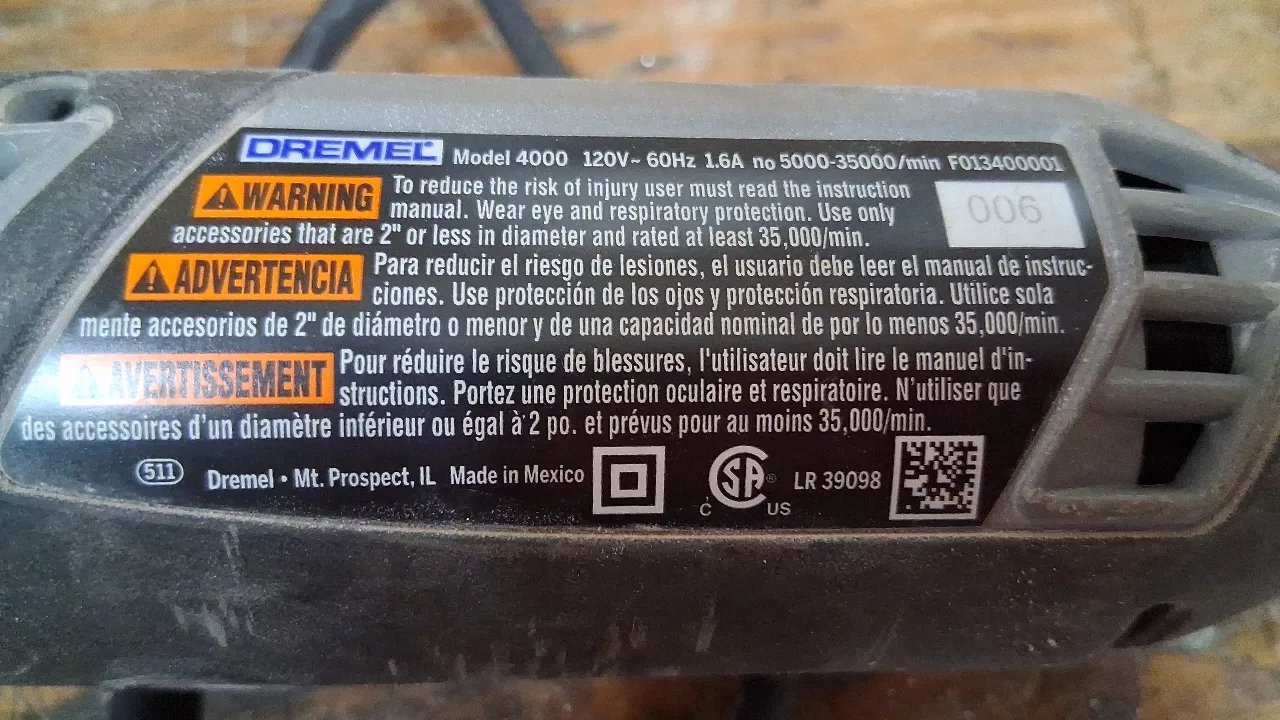 DREMEL Model 4000 120V~ 60Hz 1.6A no 5000-35000/min F013400001
WARNING To reduce the risk of injury user must read the instruction
manual. Wear eye and respiratory protection. Use only
accessories that are 2" or less in diameter and rated at least 35,000/min.
006
ADVERTENCIA Para reducir el riesgo de lesiones, el usuario debe leer el manual de instruc-
ciones. Use protección de los ojos y protección respiratoria. Utilice sola
mente accesorios de 2" de diámetro o menor y de una capacidad nominal de por lo menos 35,000/min.
AVERTISSEMENT Pour réduire le risque de blessures, l'utilisateur doit lire le manuel d'in-
structions. Portez une protection oculaire et respiratoire. N'utiliser que
des accessoires d'un diamètre inférieur ou égal à 2 po. et prévus pour au moins 35,000/min.
511 Dremel • Mt. Prospect, IL Made in Mexico C SA ® US LR 39098